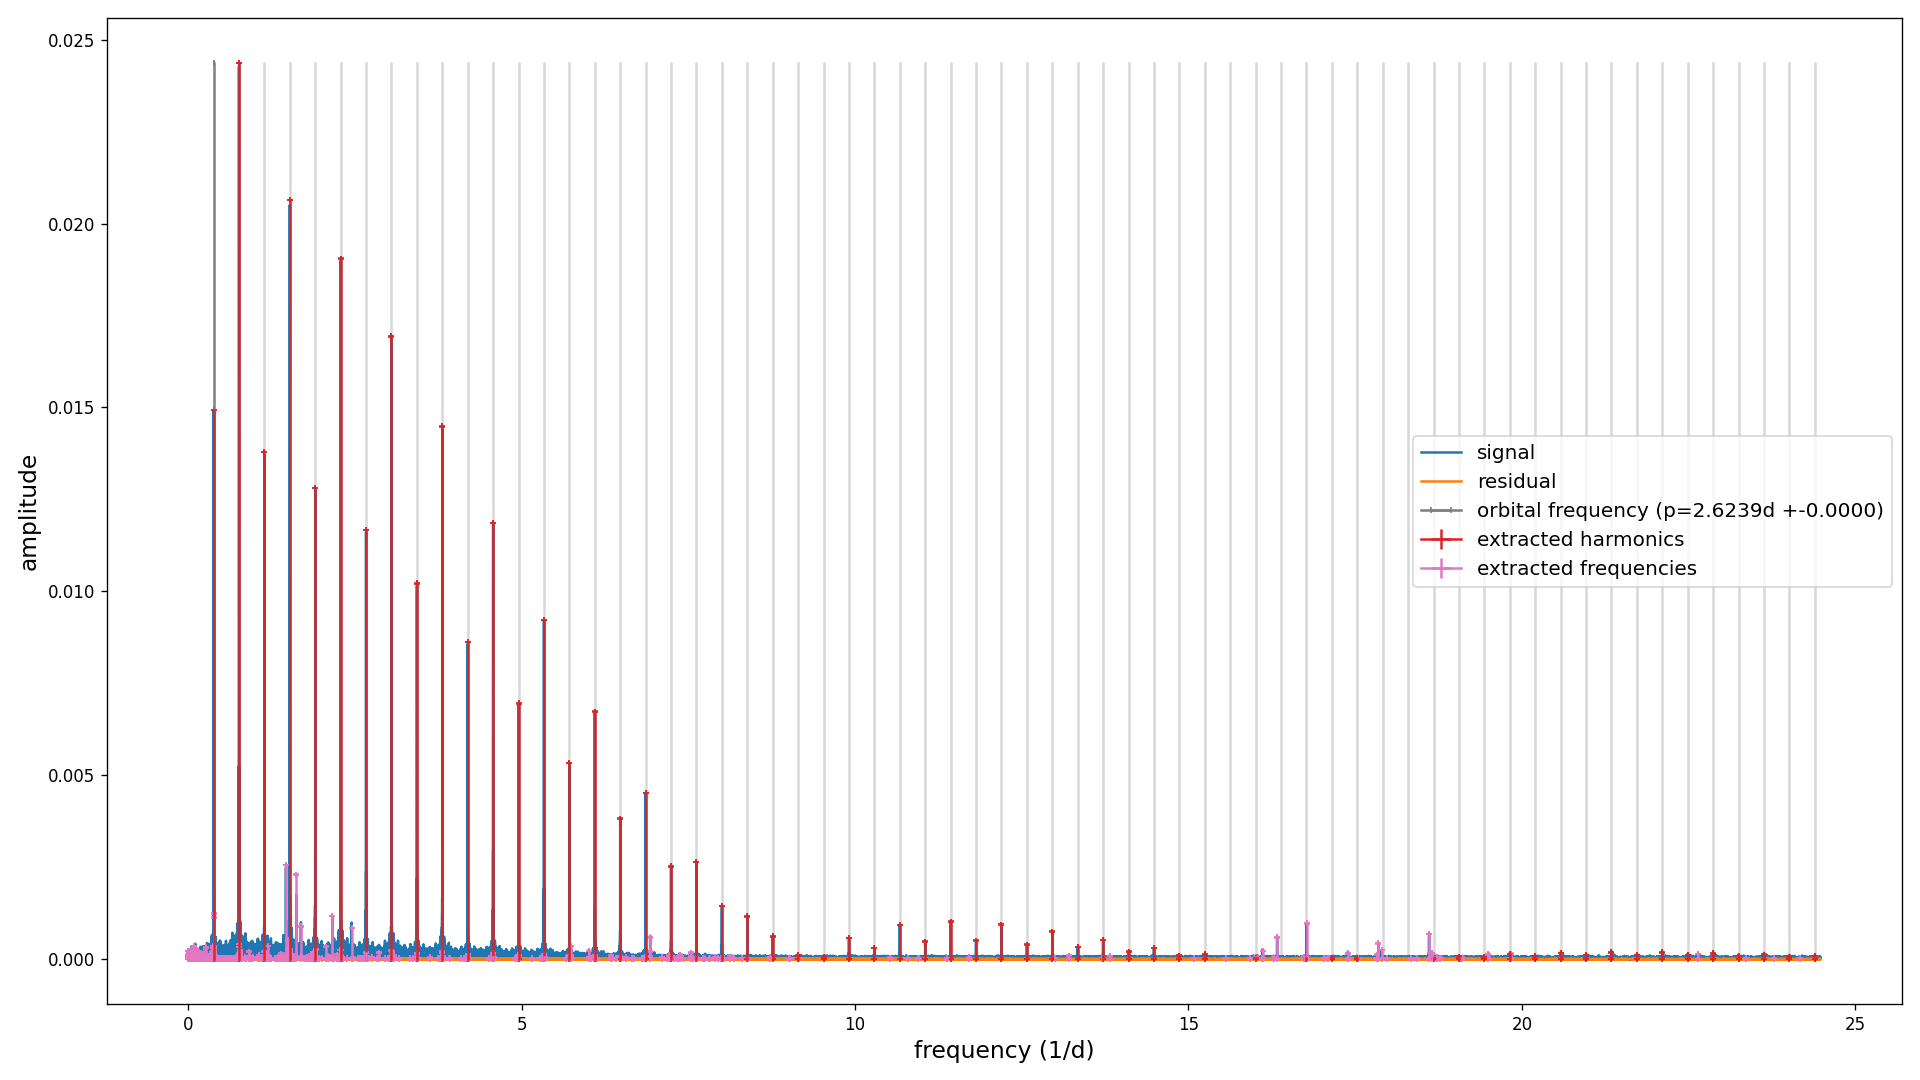 0.025
0.020
0.015
0.010
0.005
0.000
amplitude
0 5 10 15 20 25
frequency (1/d)
signal
residual
orbital frequency (p=2.6239d +-0.0000)
extracted harmonics
extracted frequencies